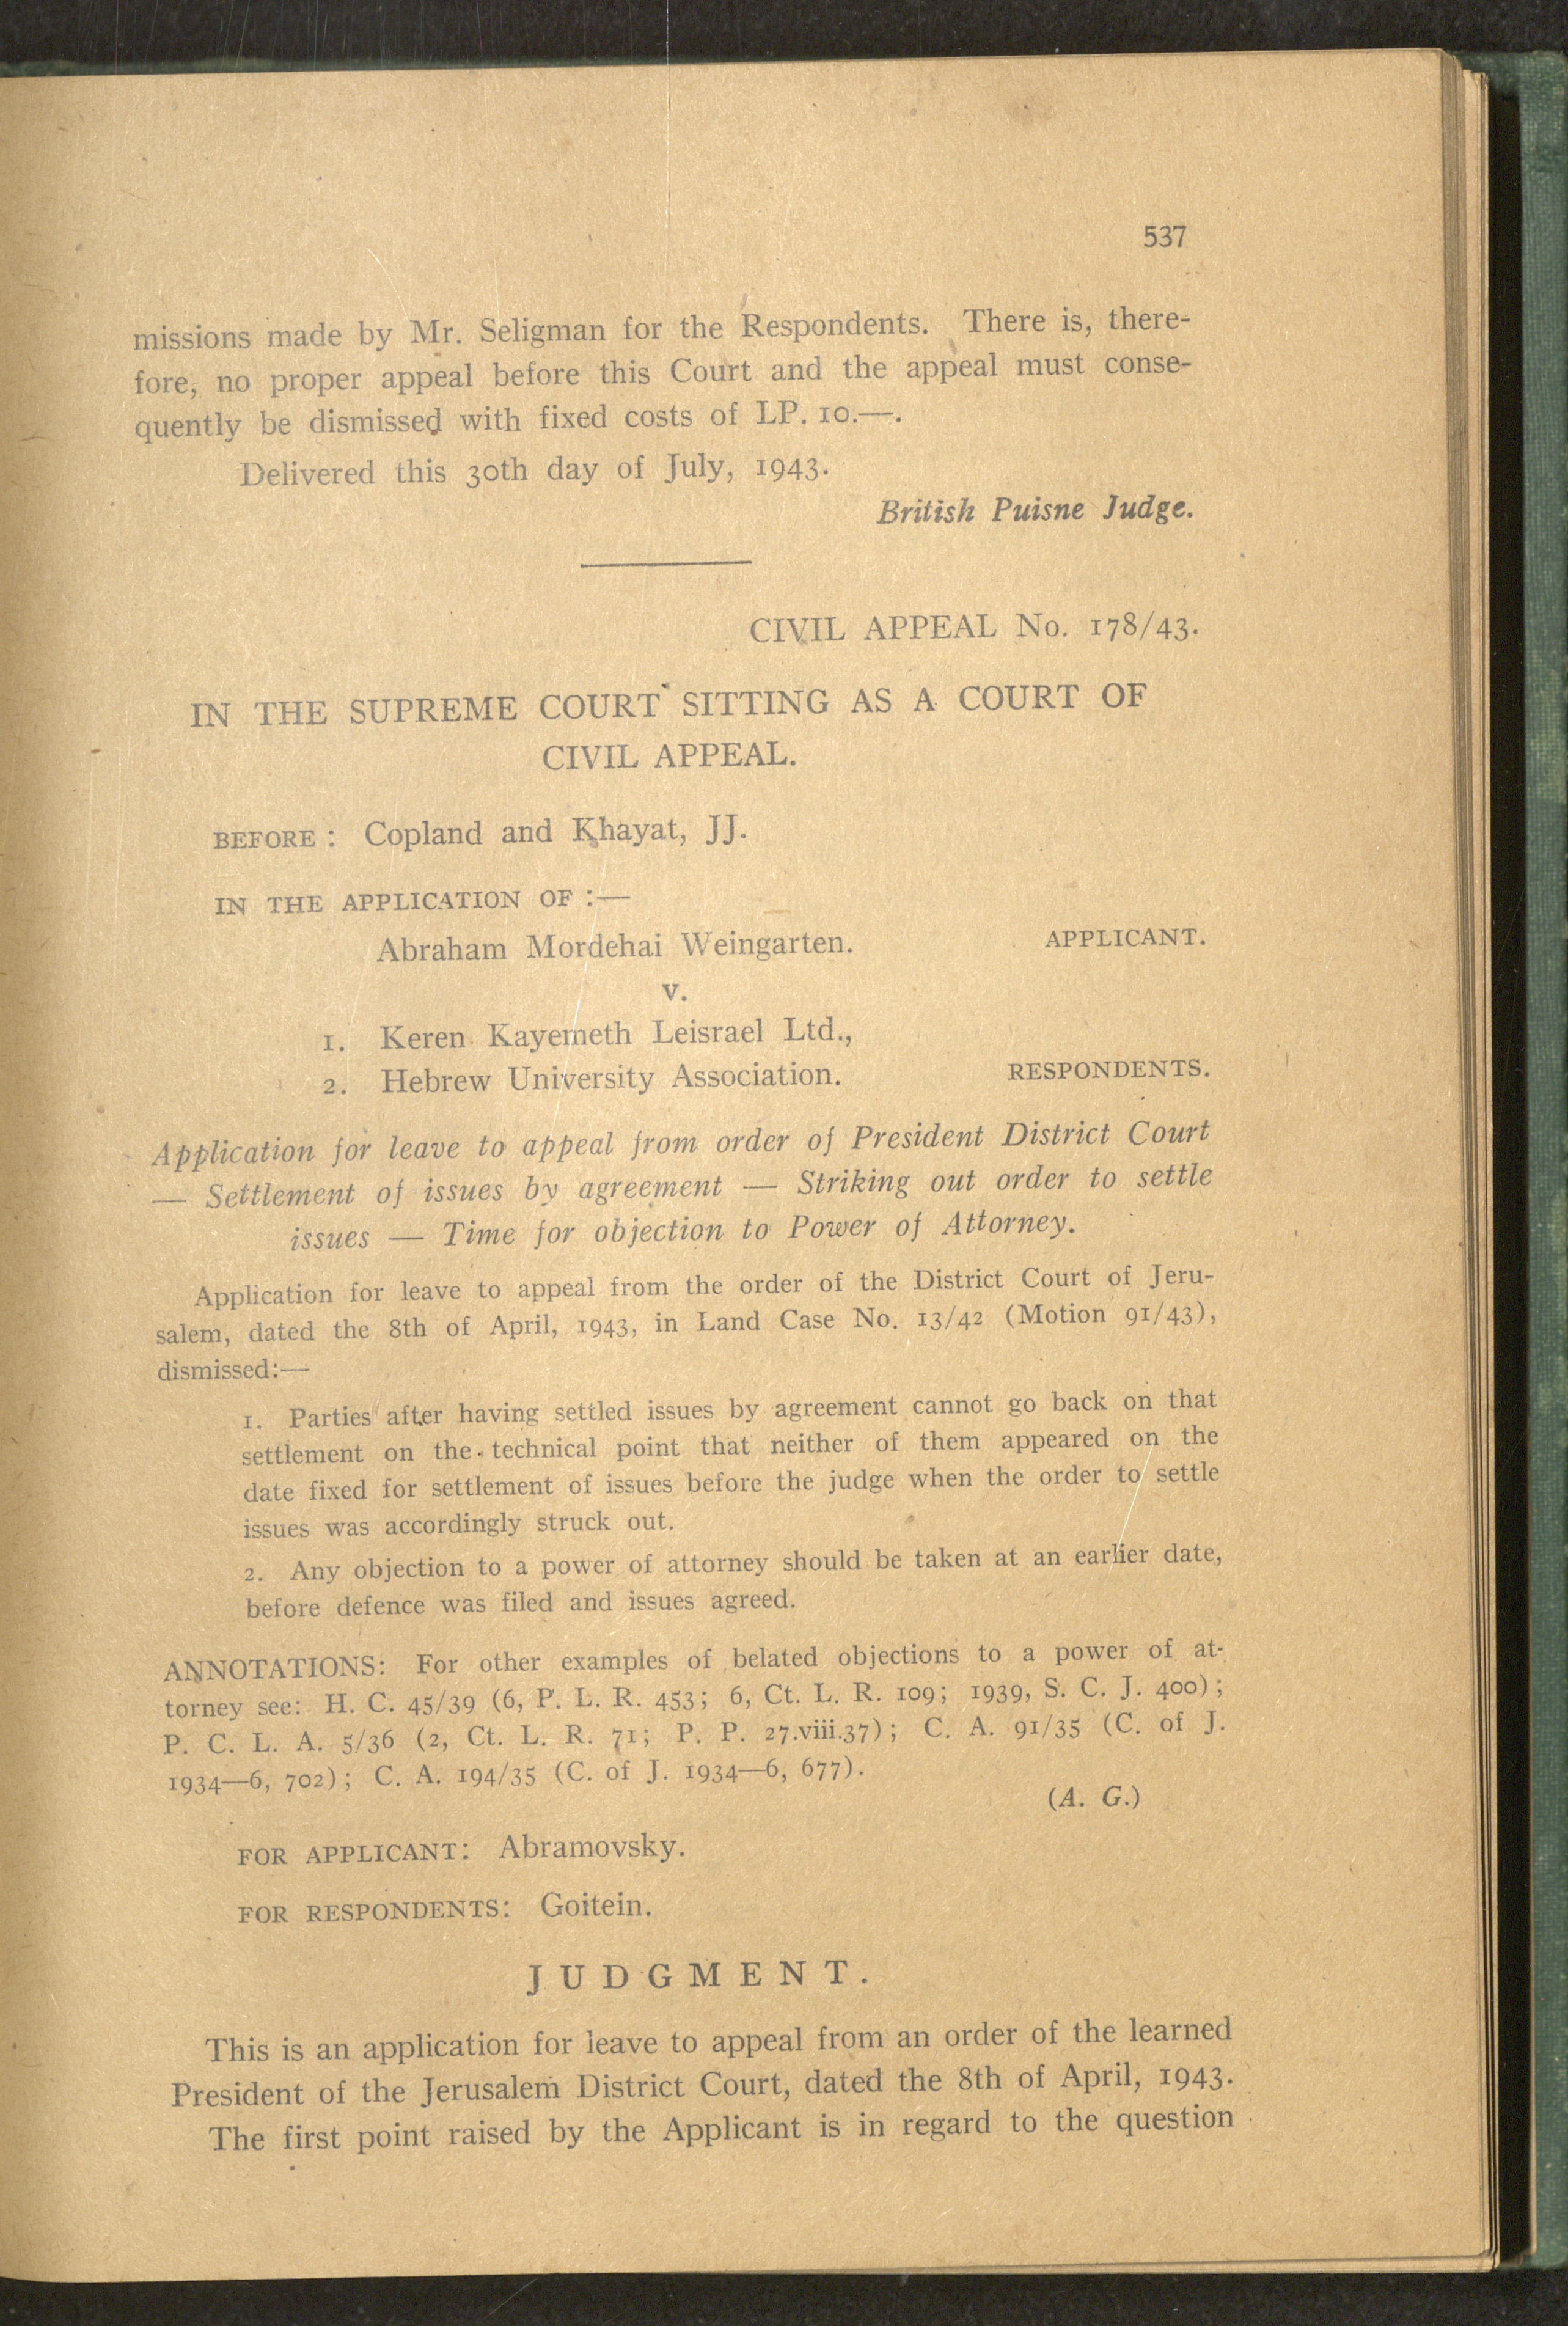 537
missions made by Mr. Seligman for the Respondents. There is, there-
fore, no proper appeal before this Court and the appeal must conse-
quently be dismissed with fixed costs of LP. 10.—.
Delivered this 30th day of July, 1943.
British Puisne Judge.
CIVIL APPEAL No. 178/43.
IN THE SUPREME COURT SITTING AS A COURT OF
CIVIL APPEAL.
BEFORE: Copland and Khayat, JJ.
IN THE APPLICATION OF :—
Abraham Mordehai Weingarten. APPLICANT.
v.
1. Keren Kayemeth Leisrael Ltd.,
2. Hebrew University Association. RESPONDENTS.
Application for leave to appeal from order of President District Court
— Settlement of issues by agreement — Striking out order to settle
issues — Time for objection to Power of Attorney.
Application for leave to appeal from the order of the District Court of Jeru-
salem, dated the 8th of April, 1943, in Land Case No. 13/42 (Motion 91/43),
dismissed:—
1. Parties after having settled issues by agreement cannot go back on that
settlement on the technical point that neither of them appeared on the
date fixed for settlement of issues before the judge when the order to settle
issues was accordingly struck out.
2. Any objection to a power of attorney should be taken at an earlier date,
before defence was filed and issues agreed.
ANNOTATIONS: For other examples of belated objections to a power of at-
torney see: H. C. 45/39 (6, P. L. R. 453; 6, Ct. L. R. 109; 1939, S. C. J. 400);
P. C. L. A. 5/36 (2, Ct. L. R. 71; P. P. 27.viii.37); C. A. 91/35 (C. of J.
1934—6, 702); C. A. 194/35 (C. of J. 1934—6, 677).
(A. G.)
FOR APPLICANT: Abramovsky.
FOR RESPONDENTS: Goitein.
JUDGMENT.
This is an application for leave to appeal from an order of the learned
President of the Jerusalem District Court, dated the 8th of April, 1943.
The first point raised by the Applicant is in regard to the question